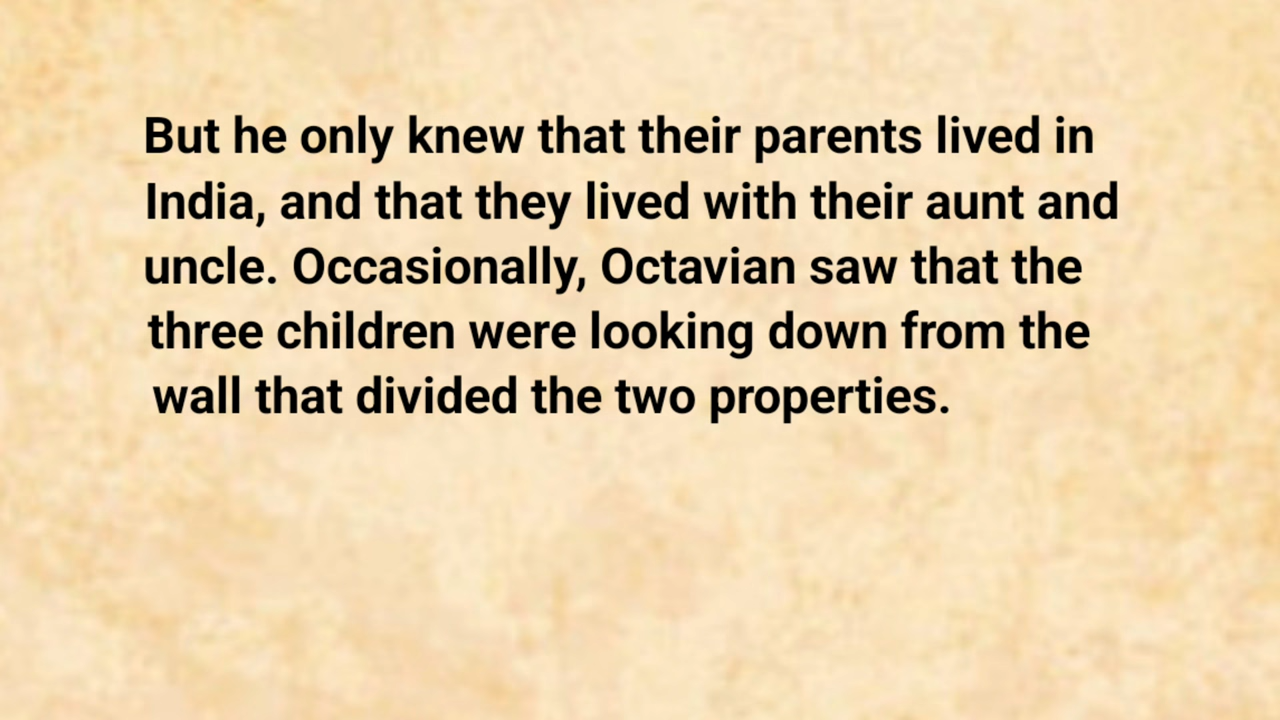 But he only knew that their parents lived in
India, and that they lived with their aunt and
uncle. Occasionally, Octavian saw that the
three children were looking down from the
wall that divided the two properties.